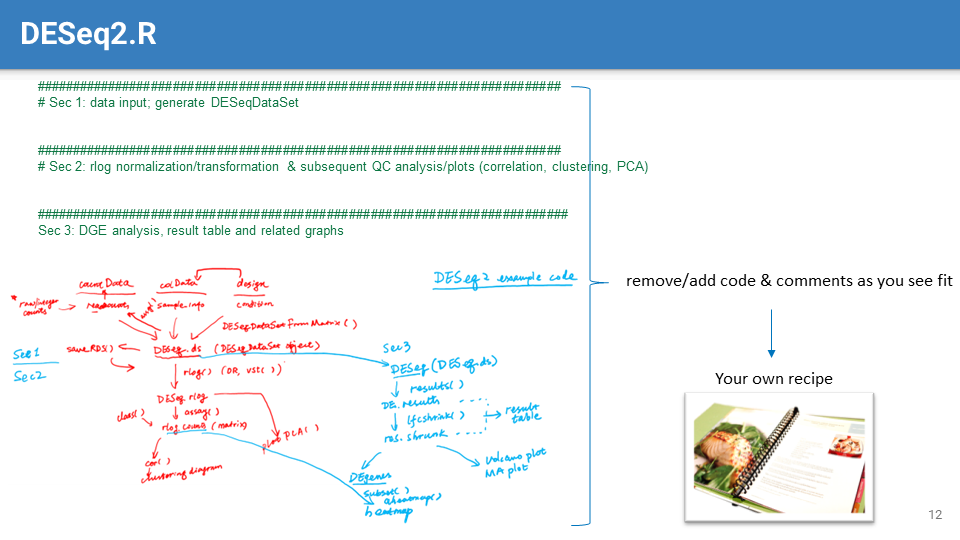 DESeq2.R
########################################################################
# Sec 1: data input; generate DESeqDataSet
########################################################################
# Sec 2: rlog normalization/transformation & subsequent QC analysis/plots (correlation, clustering, PCA)
#########################################################################
Sec 3: DGE analysis, result table and related graphs
DESeq2 example code
remove/add code & comments as you see fit
Your own recipe
countData
colData
design
* raw/integer counts
readcounts
sample_info
condition
DESeqDataSetFromMatrix()
Sec1
Sec2
saveRDS()
DESeq.ds (DESeqDataSet object)
rlog() (OR, vst())
DESeq.rlog
class()
assay()
rlog.counts (matrix)
plotPCA()
cor()
clustering diagram
Sec3
DESeq(DESeq.ds)
results()
DE.results
lfcshrink()
result table
res.shrunk
Volcano plot
MA plot
DEgenes
subset()
aheatmap()
heatmap
12